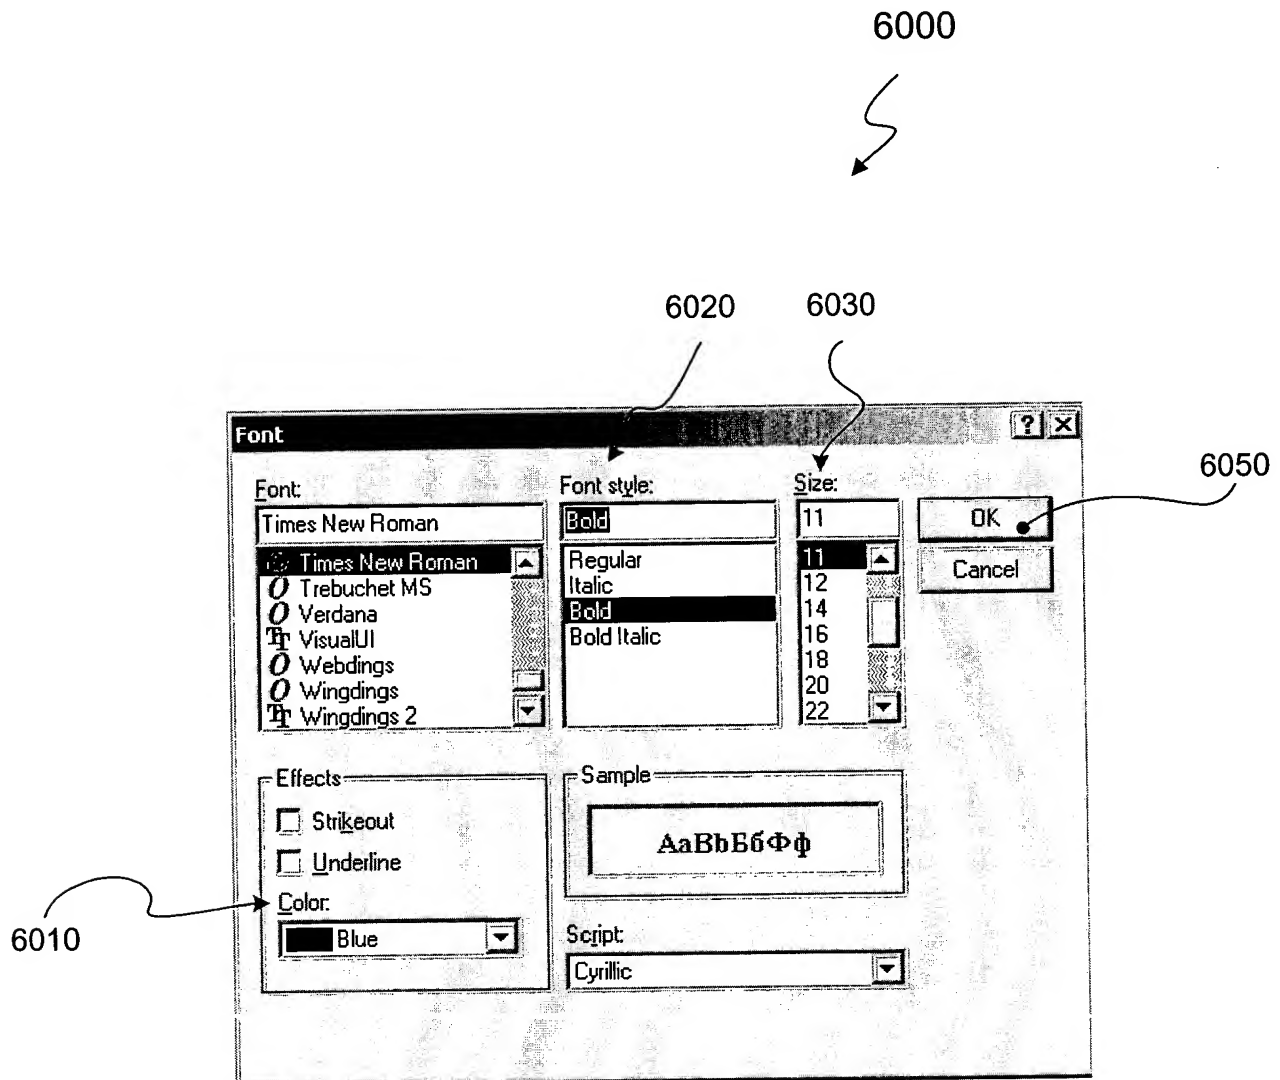 6000
6020
6030
Font
? X
6050
Font:
Font style:
Size:
Times New Roman
Bold
11
OK
Cancel
Times New Roman
Trebuchet MS
Verdana
VisualUI
Webdings
Wingdings
Wingdings 2
Regular
Italic
Bold
Bold Italic
11
12
14
16
18
20
22
Effects
Strikeout
Underline
Color:
Blue
6010
Sample
AaBbБбФф
Script:
Cyrillic